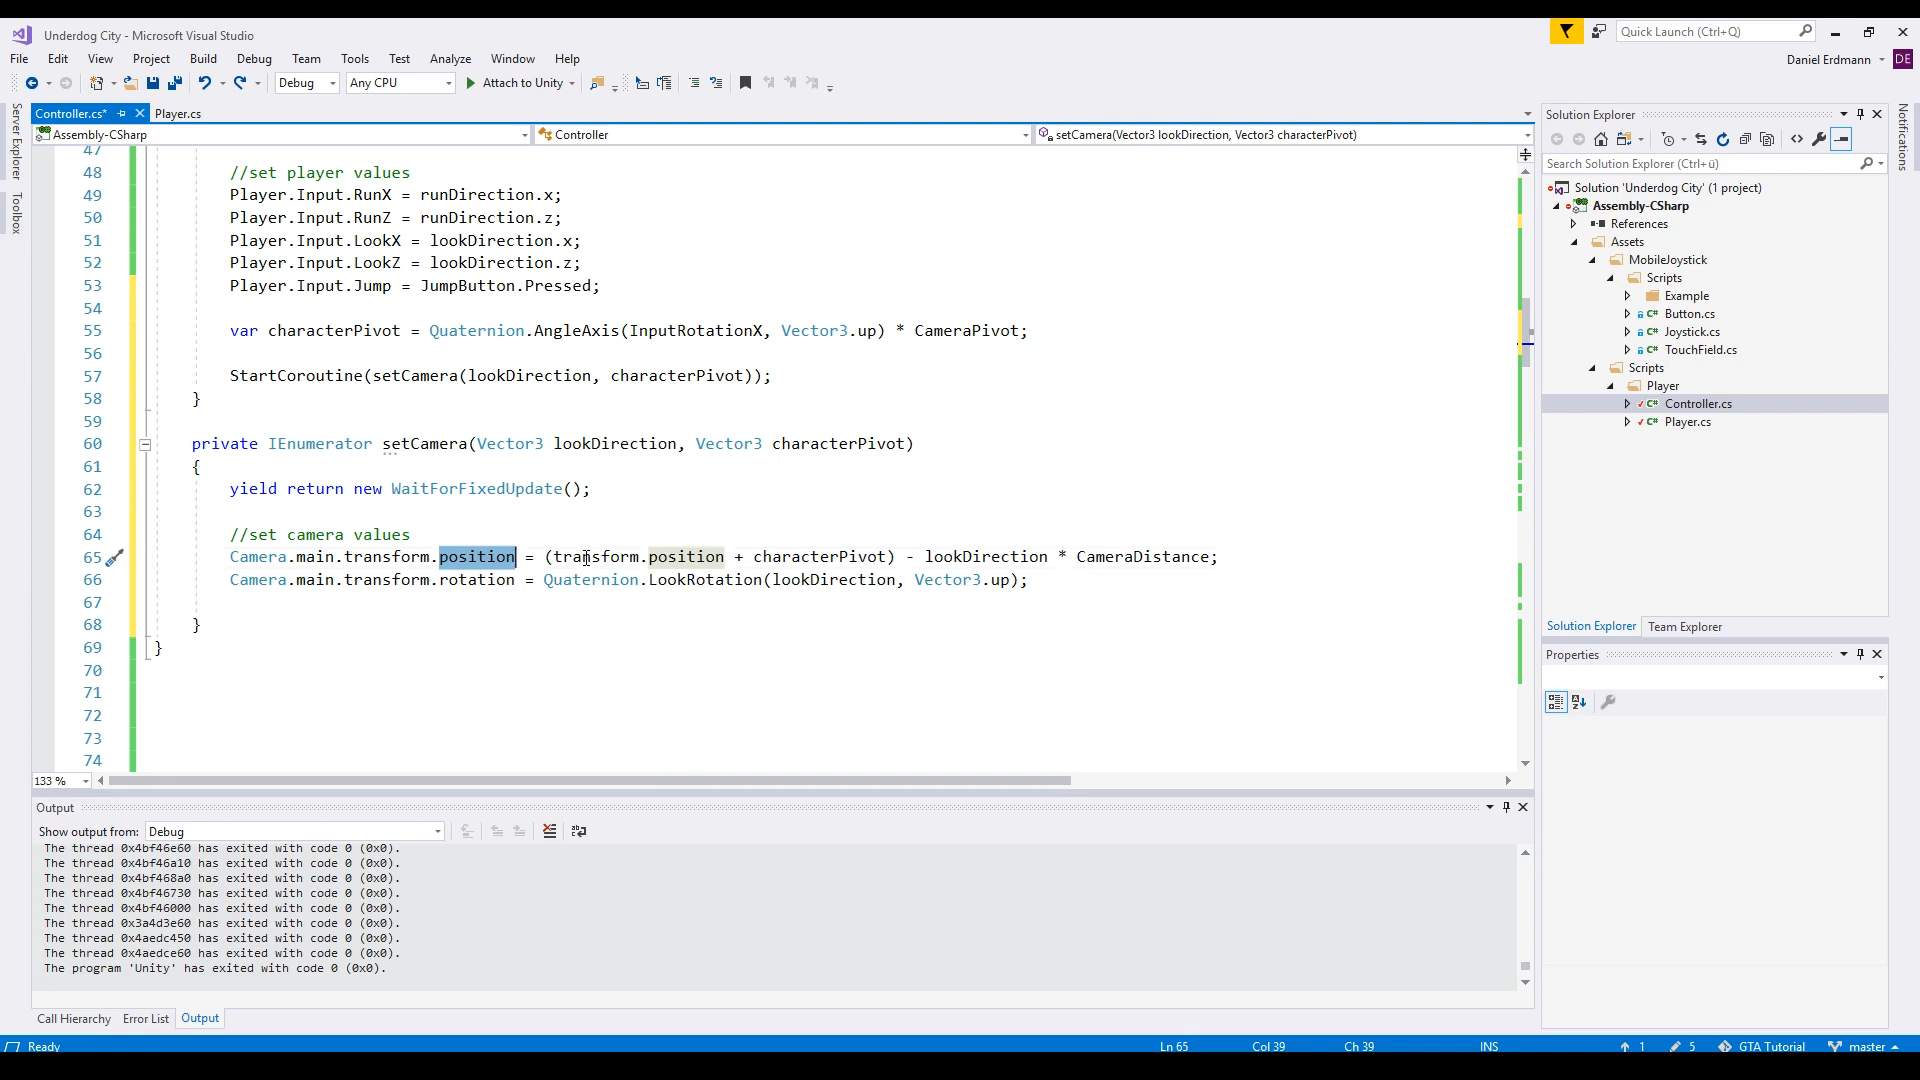 Underdog City - Microsoft Visual Studio
Quick Launch (Ctrl+Q)
File Edit View Project Build Debug Team Tools Test Analyze Window Help
Daniel Erdmann DE
Debug Any CPU Attach to Unity
Server Explorer
Toolbox
Notifications
Controller.cs* Player.cs
Assembly-CSharp Controller setCamera(Vector3 lookDirection, Vector3 characterPivot)
47
48 //set player values
49 Player.Input.RunX = runDirection.x;
50 Player.Input.RunZ = runDirection.z;
51 Player.Input.LookX = lookDirection.x;
52 Player.Input.LookZ = lookDirection.z;
53 Player.Input.Jump = JumpButton.Pressed;
54
55 var characterPivot = Quaternion.AngleAxis(InputRotationX, Vector3.up) * CameraPivot;
56
57 StartCoroutine(setCamera(lookDirection, characterPivot));
58 }
59
60 private IEnumerator setCamera(Vector3 lookDirection, Vector3 characterPivot)
61 {
62 yield return new WaitForFixedUpdate();
63
64 //set camera values
65 Camera.main.transform.position = (transform.position + characterPivot) - lookDirection * CameraDistance;
66 Camera.main.transform.rotation = Quaternion.LookRotation(lookDirection, Vector3.up);
67
68 }
69 }
70
71
72
73
74
133 %
Output
Show output from: Debug
The thread 0x4bf46e60 has exited with code 0 (0x0).
The thread 0x4bf46a10 has exited with code 0 (0x0).
The thread 0x4bf468a0 has exited with code 0 (0x0).
The thread 0x4bf46730 has exited with code 0 (0x0).
The thread 0x4bf46000 has exited with code 0 (0x0).
The thread 0x3a4d3e60 has exited with code 0 (0x0).
The thread 0x4aedc450 has exited with code 0 (0x0).
The thread 0x4aedce60 has exited with code 0 (0x0).
The program 'Unity' has exited with code 0 (0x0).
Call Hierarchy Error List Output
Solution Explorer
Search Solution Explorer (Ctrl+ü)
Solution 'Underdog City' (1 project)
Assembly-CSharp
References
Assets
MobileJoystick
Scripts
Example
Button.cs
Joystick.cs
TouchField.cs
Scripts
Player
Controller.cs
Player.cs
Solution Explorer Team Explorer
Properties
Ready Ln 65 Col 39 Ch 39 INS 1 5 GTA Tutorial master